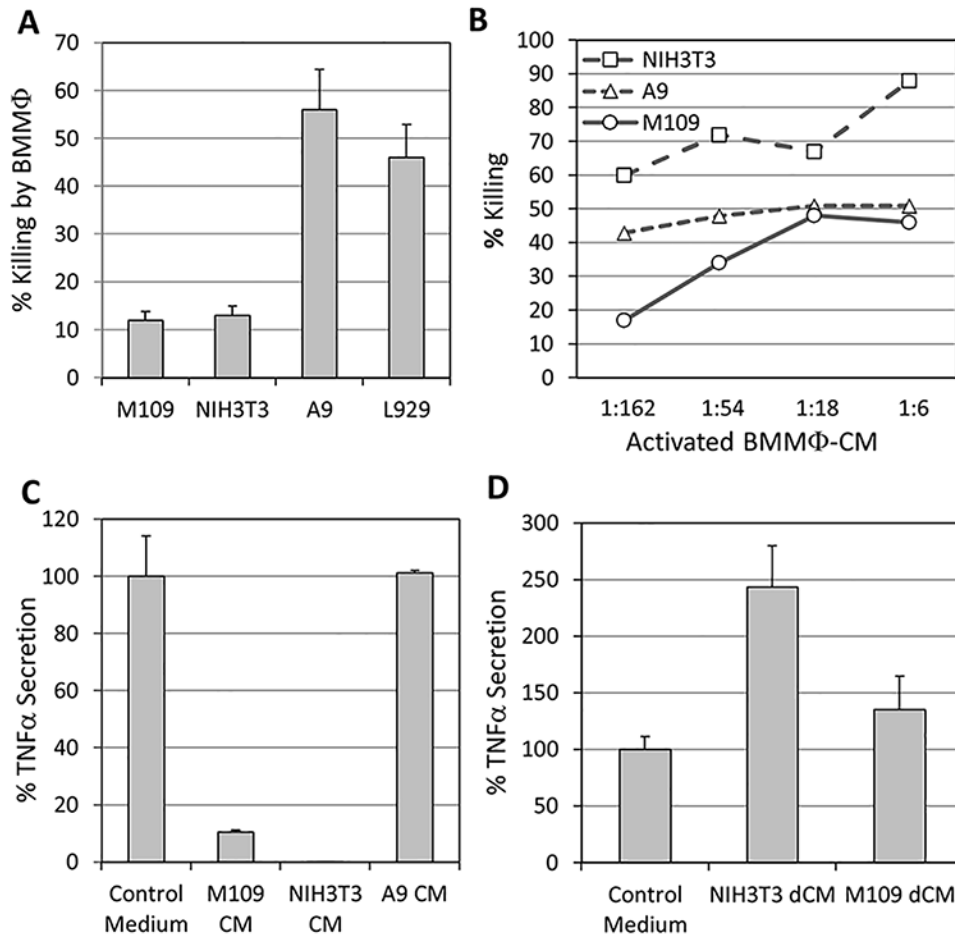 A
% Killing by BMMΦ
70
60
50
40
30
20
10
0
M109 NIH3T3 A9 L929
B
% Killing
100
90
80
70
60
50
40
30
20
10
0
NIH3T3
A9
M109
1:162 1:54 1:18 1:6
Activated BMMΦ-CM
C
% TNFα Secretion
120
100
80
60
40
20
0
Control Medium
M109 CM
NIH3T3 CM
A9 CM
D
% TNFα Secretion
300
250
200
150
100
50
0
Control Medium
NIH3T3 dCM
M109 dCM